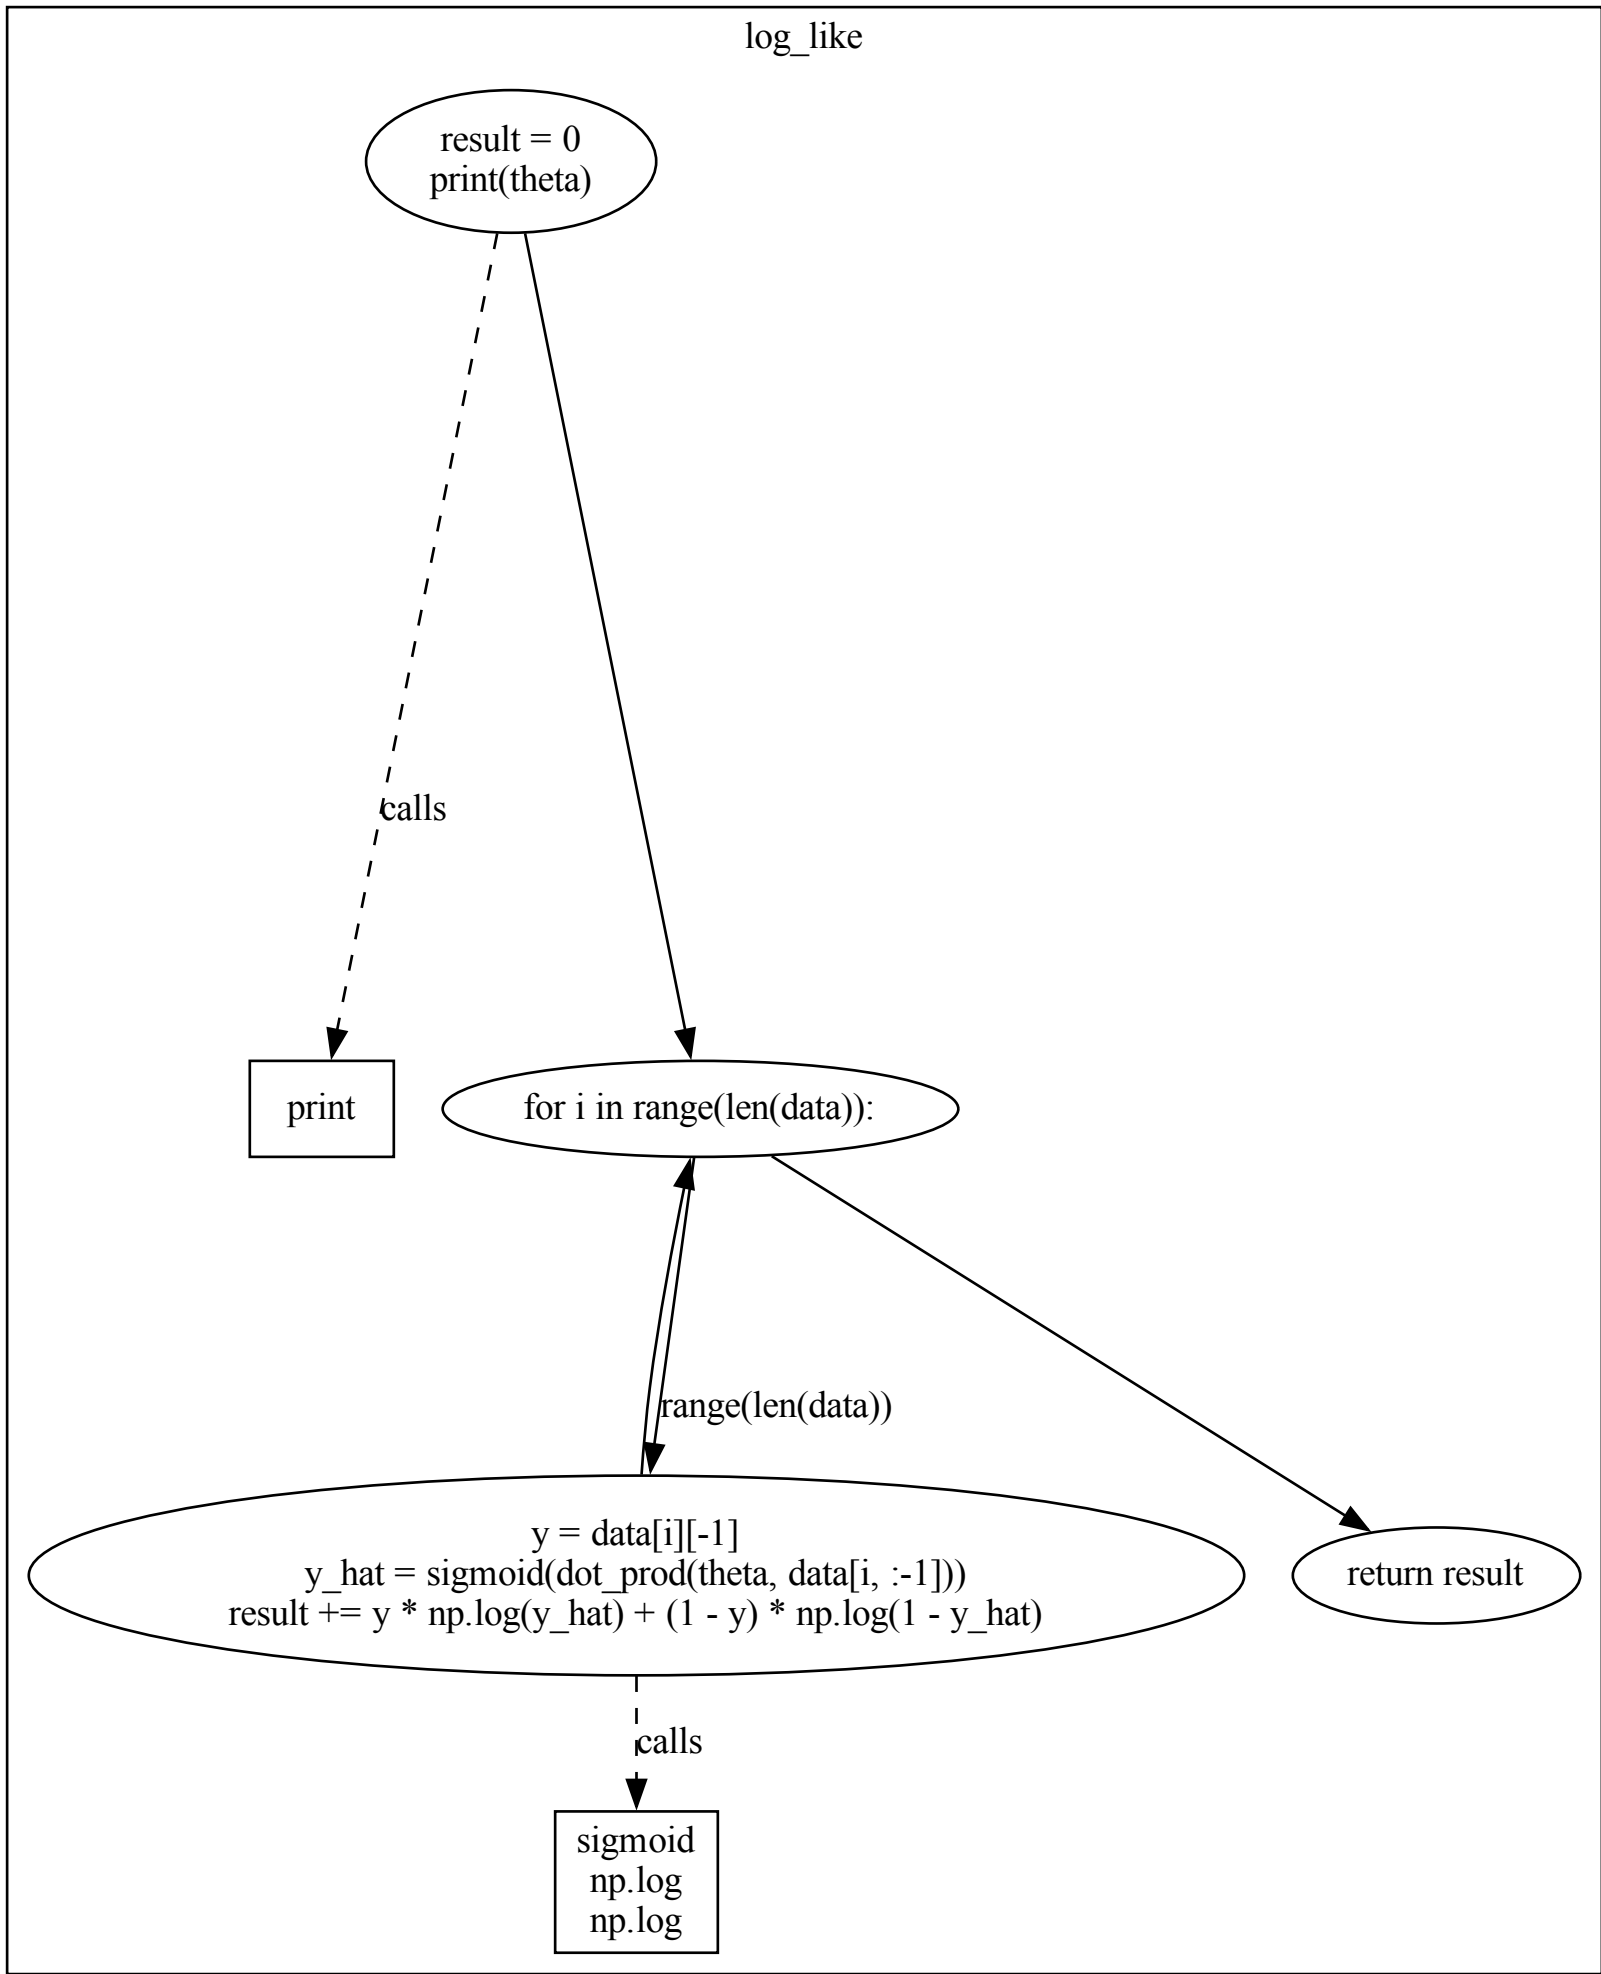 log_like
result = 0
print(theta)
calls
print
for i in range(len(data)):
range(len(data))
y = data[i][-1]
y_hat = sigmoid(dot_prod(theta, data[i, :-1]))
result += y * np.log(y_hat) + (1 - y) * np.log(1 - y_hat)
return result
calls
sigmoid
np.log
np.log